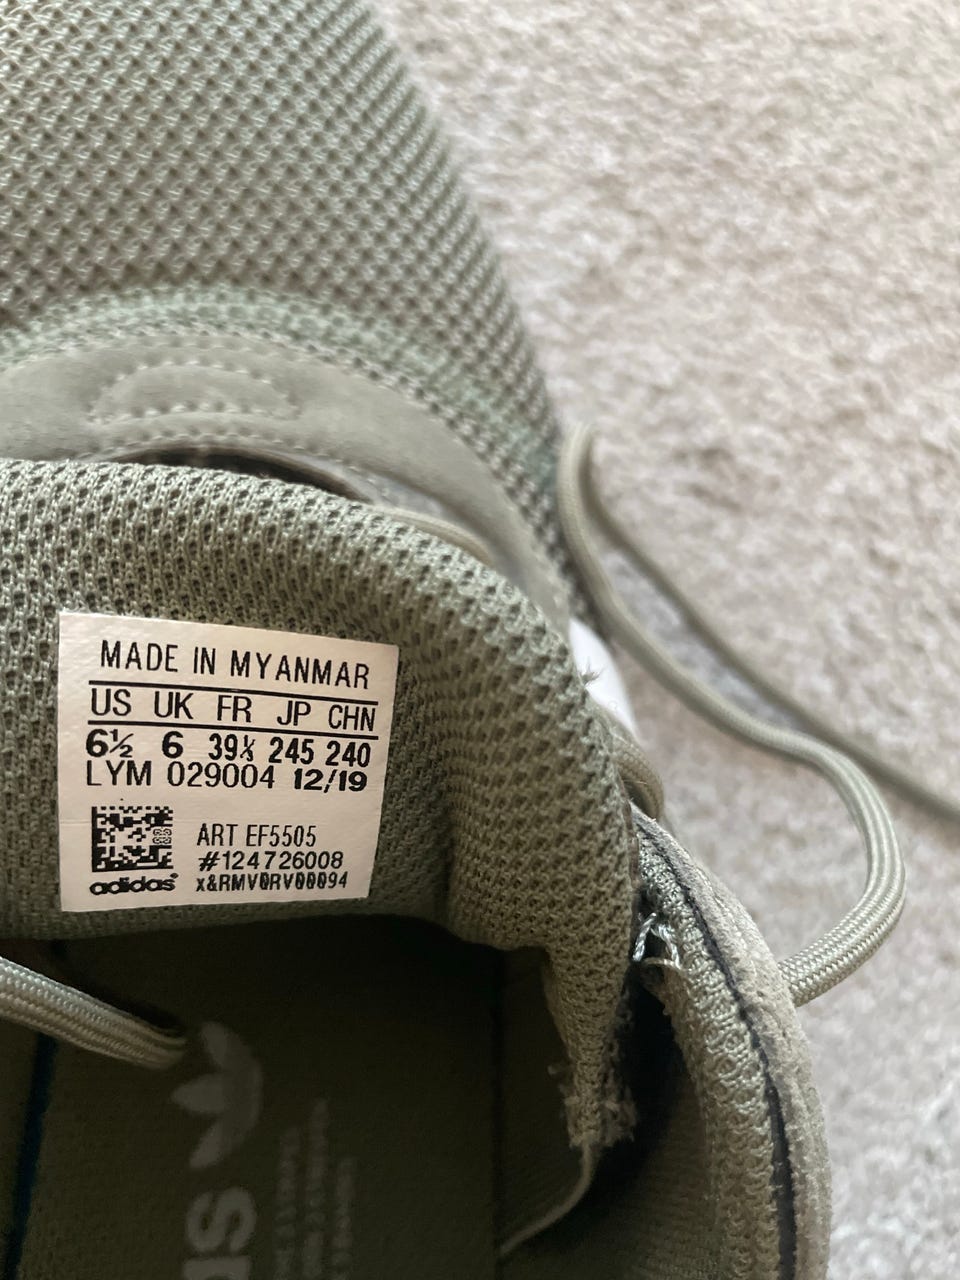 MADE IN MYANMAR
US UK FR JP CHN
6½ 6 39⅓ 245 240
LYM 029004 12/19
ART EF5505
#124726008
adidas® x&RMV0RV00094